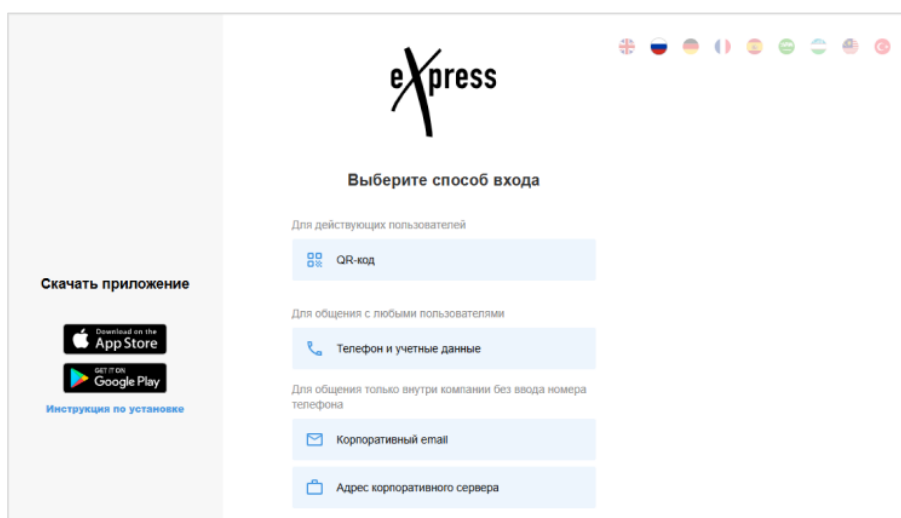 eXpress
Выберите способ входа
Для действующих пользователей
QR-код
Для общения с любыми пользователями
Телефон и учетные данные
Для общения только внутри компании без ввода номера
телефона
Корпоративный email
Адрес корпоративного сервера
Скачать приложение
Download on the
App Store
GET IT ON
Google Play
Инструкция по установке